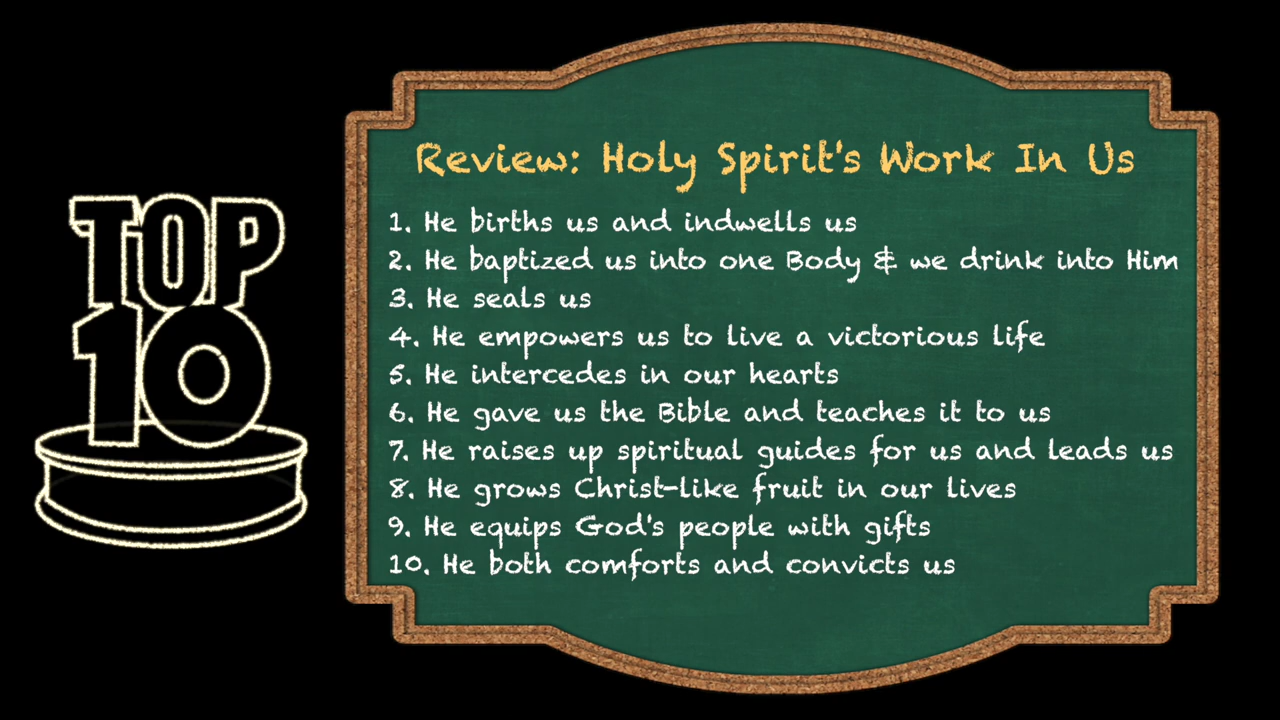 TOP
10
Review: Holy Spirit's Work In Us
1. He births us and indwells us
2. He baptized us into one Body & we drink into Him
3. He seals us
4. He empowers us to live a victorious life
5. He intercedes in our hearts
6. He gave us the Bible and teaches it to us
7. He raises up spiritual guides for us and leads us
8. He grows Christ-like fruit in our lives
9. He equips God's people with gifts
10. He both comforts and convicts us